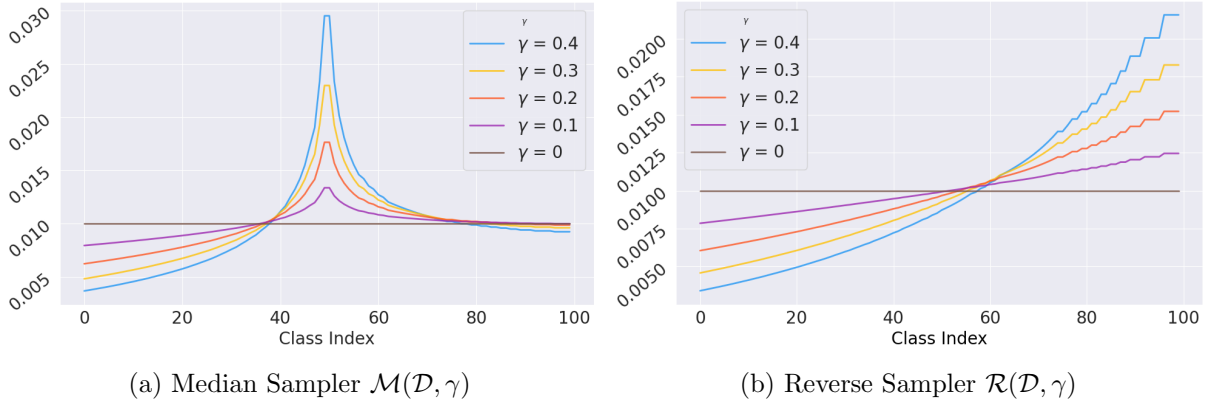 0.030
0.025
0.020
0.015
0.010
0.005
0 20 40 60 80 100
Class Index
γ
γ = 0.4
γ = 0.3
γ = 0.2
γ = 0.1
γ = 0
(a) Median Sampler M(D, γ)
0.0200
0.0175
0.0150
0.0125
0.0100
0.0075
0.0050
0 20 40 60 80 100
Class Index
γ
γ = 0.4
γ = 0.3
γ = 0.2
γ = 0.1
γ = 0
(b) Reverse Sampler R(D, γ)